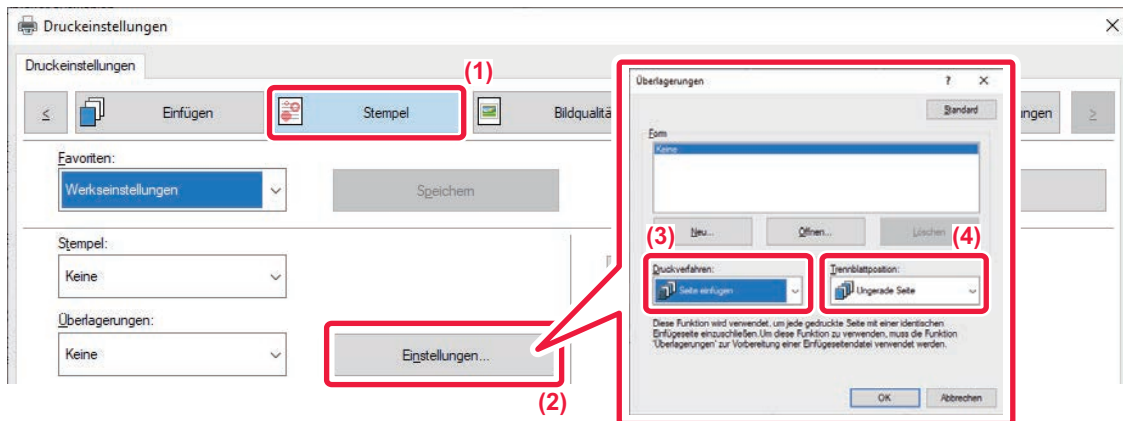 Druckeinstellungen
Druckeinstellungen
(1)
< Einfügen Stempel
Favoriten:
Werkseinstellungen
Speichern
Stempel:
Keine
Überlagerungen:
Keine
Einstellungen...
(2)
Überlagerungen ? ×
Standard
Form
Keine
Neu... Öffnen... Löschen
(3) (4)
Druckverfahren: Trennblattposition:
Seite einfügen Ungerade Seite
Diese Funktion wird verwendet, um jede gedruckte Seite mit einer identischen
Einfügeseite einzuschließen.Um diese Funktion zu verwenden, muss die Funktion
'Überlagerungen' zur Vorbereitung einer Einfügeseitendatei verwendet werden.
OK Abbrechen